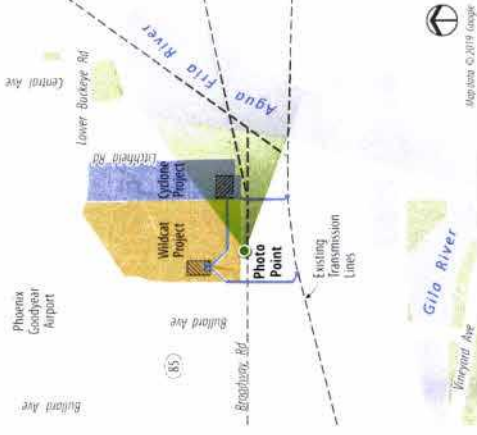 Central Ave
Lower Buckeye Rd
Agua Fria River
Litchfield Rd
Phoenix
Goodyear
Airport
Wildcat
Project
Cyclone
Project
Bullard Ave
Bullard Ave
85
Photo
Point
Broadway Rd
Existing
Transmission
Lines
Gila River
Vineyard Ave
Map data © 2019 Google